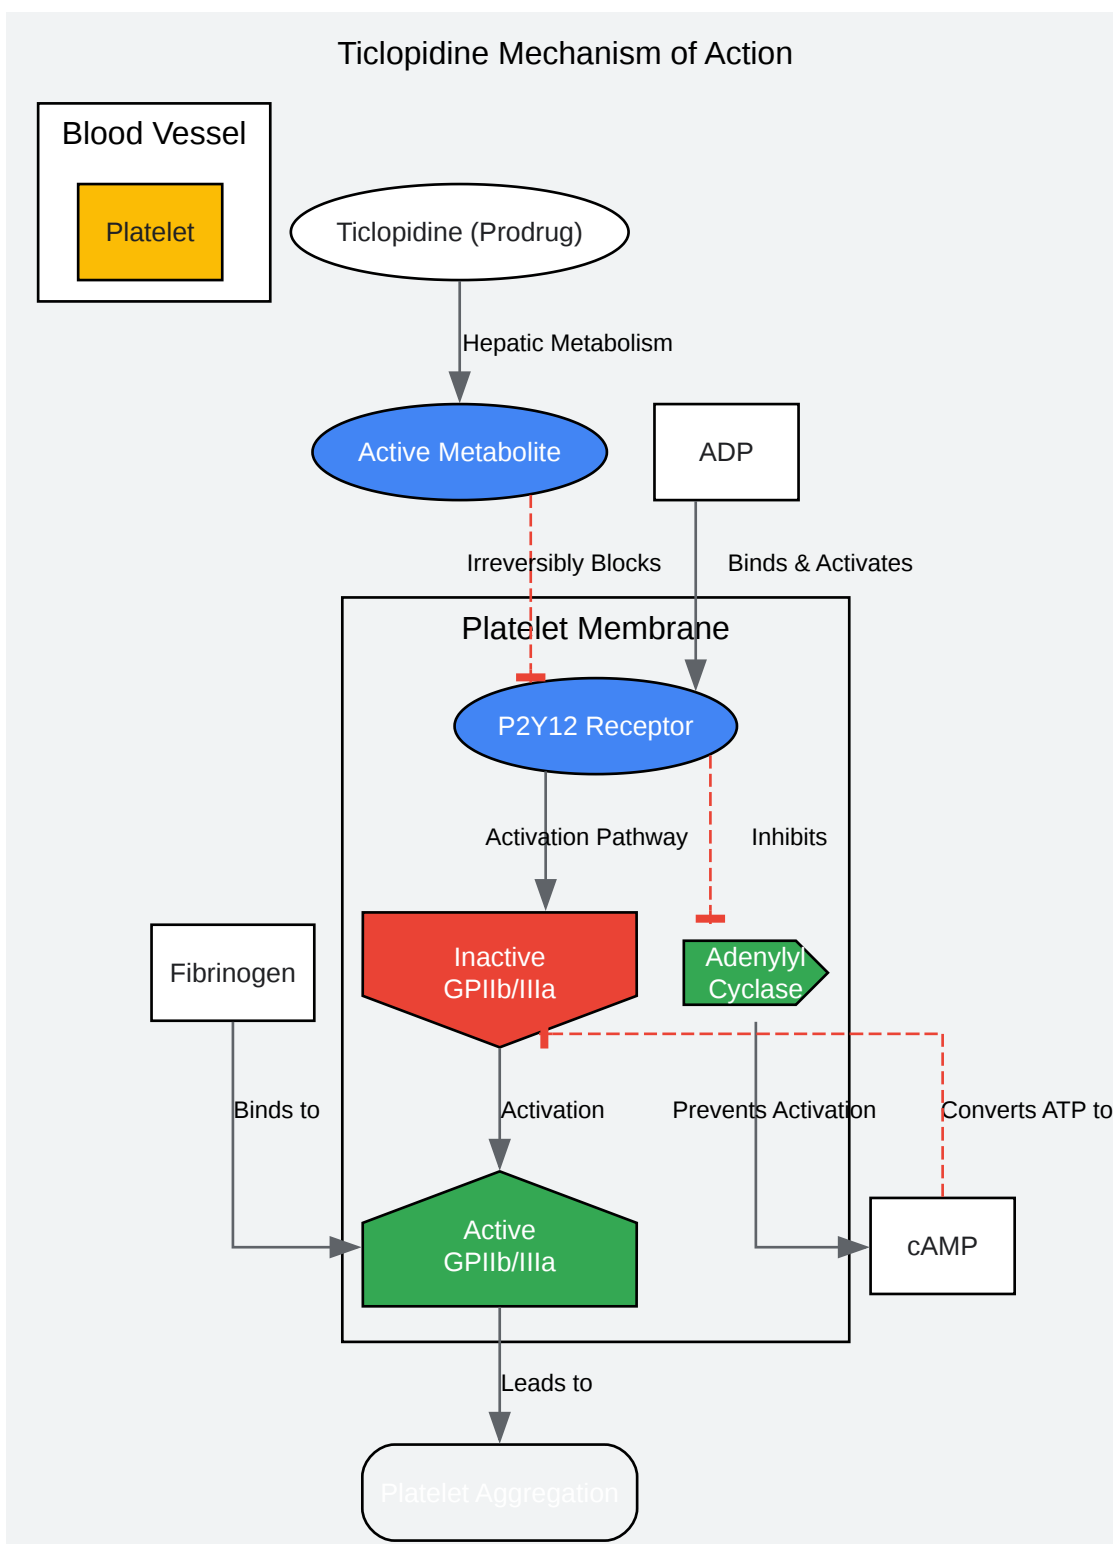 Ticlopidine Mechanism of Action
Blood Vessel
Platelet
Ticlopidine (Prodrug)
Hepatic Metabolism
Active Metabolite
ADP
Irreversibly Blocks
Binds & Activates
Platelet Membrane
P2Y12 Receptor
Activation Pathway
Inhibits
Fibrinogen
Inactive
GPIIb/IIIa
Adenylyl
Cyclase
Binds to
Activation
Prevents Activation
Converts ATP to
Active
GPIIb/IIIa
cAMP
Leads to
Platelet Aggregation